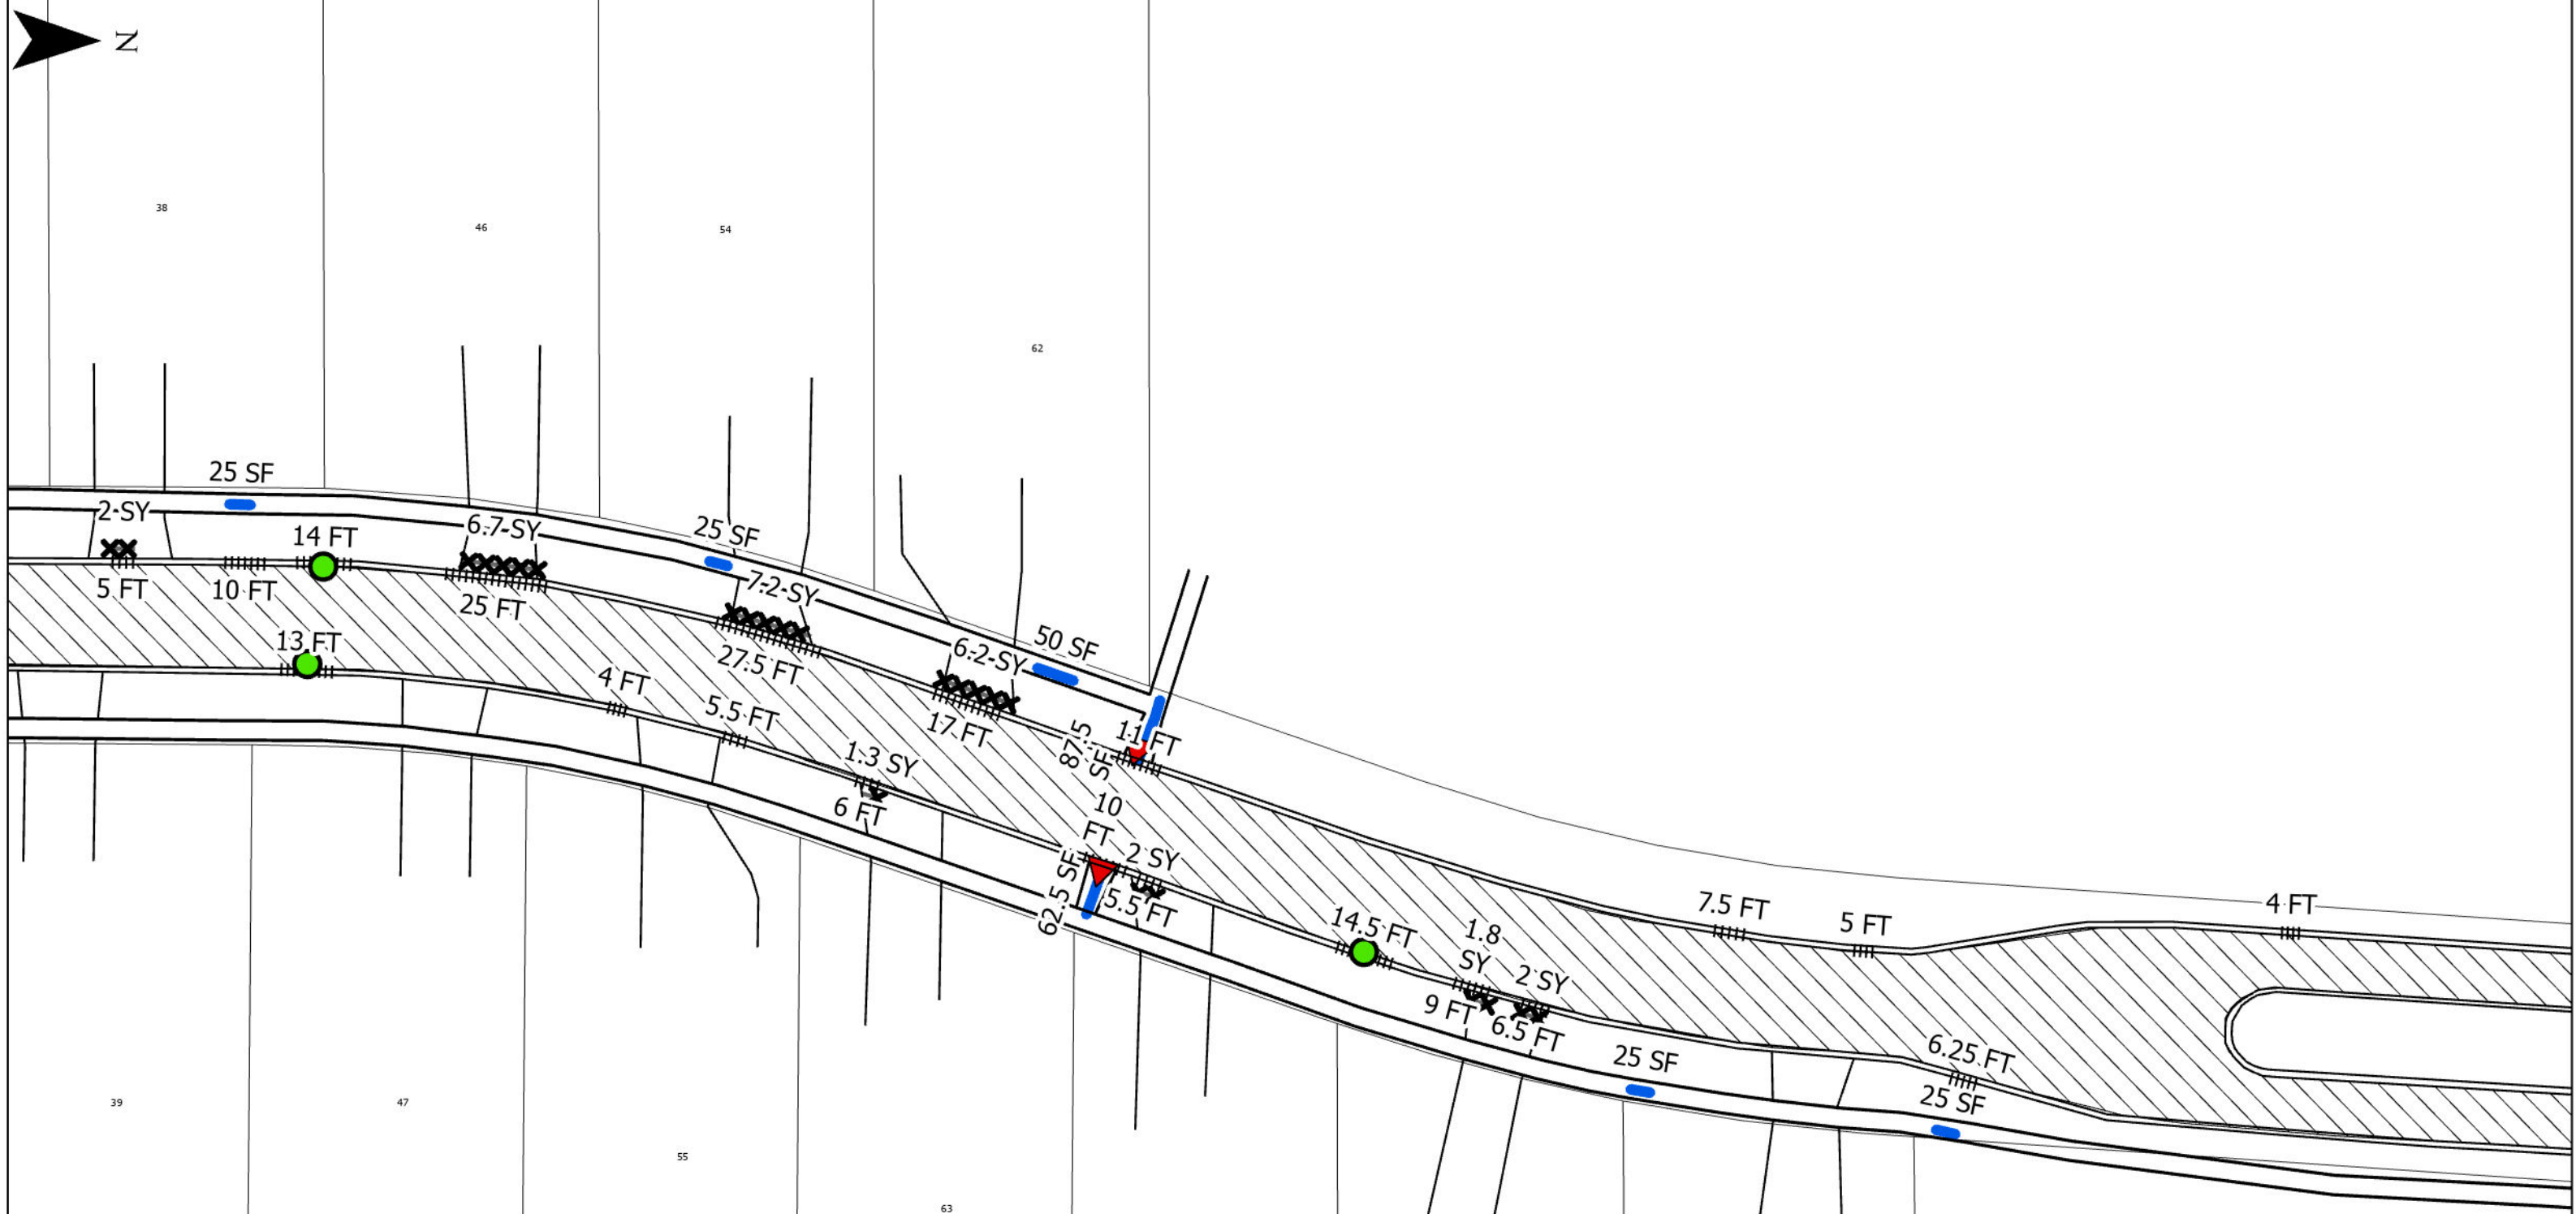 N
38
46
54
62
25 SF
2 SY
14 FT
6.7 SY
25 SF
7.2 SY
5 FT
10 FT
25 FT
13 FT
27.5 FT
6.2 SY
50 SF
17 FT
87.5
SF
11 FT
4 FT
5.5 FT
1.3 SY
6 FT
10
FT
2 SY
62.5 SF
5.5 FT
14.5 FT
1.8
SY
2 SY
9 FT
6.5 FT
7.5 FT
5 FT
4 FT
25 SF
6.25 FT
25 SF
39
47
55
63